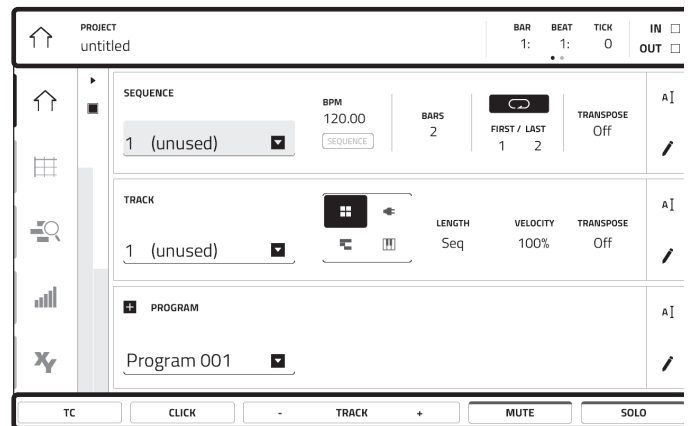 PROJECT
untitled
BAR BEAT TICK
1: 1: 0
IN
OUT
SEQUENCE
1 (unused)
BPM
120.00
SEQUENCE
BARS
2
FIRST / LAST
1 2
TRANSPOSE
Off
A
TRACK
1 (unused)
LENGTH
Seq
VELOCITY
100%
TRANSPOSE
Off
A
PROGRAM
Program 001
A
XY
TC CLICK - TRACK + MUTE SOLO